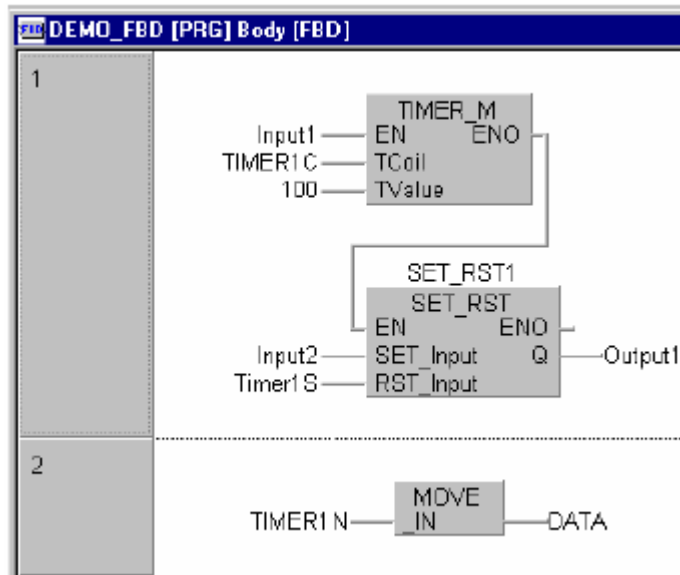 FBD DEMO_FBD [PRG] Body [FBD]
1
TIMER_M
Input1 EN ENO
TIMER1C TCoil
100 TValue
SET_RST1
SET_RST
EN ENO
Input2 SET_Input Q Output1
Timer1S RST_Input
2
MOVE
TIMER1N _IN DATA